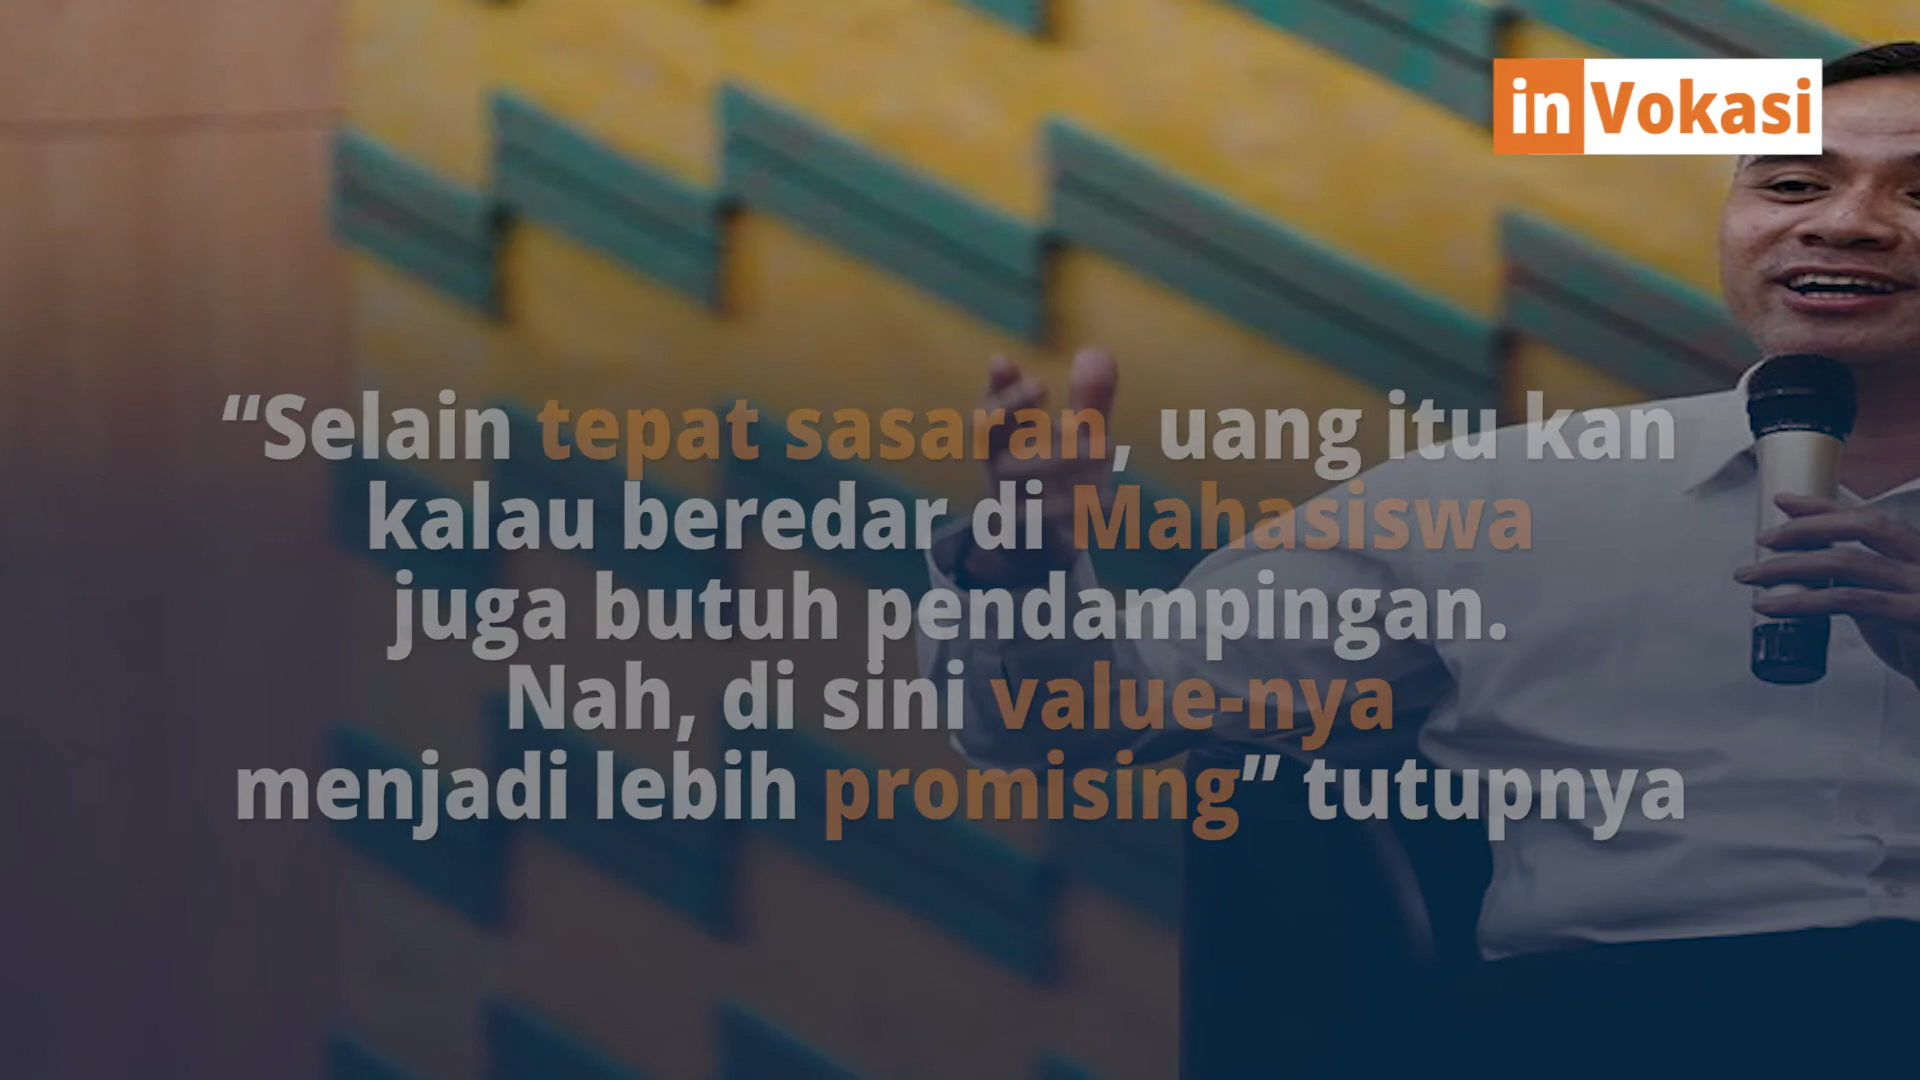 inVokasi
“Selain tepat sasaran, uang itu kan
kalau beredar di Mahasiswa
juga butuh pendampingan.
Nah, di sini value-nya
menjadi lebih promising” tutupnya